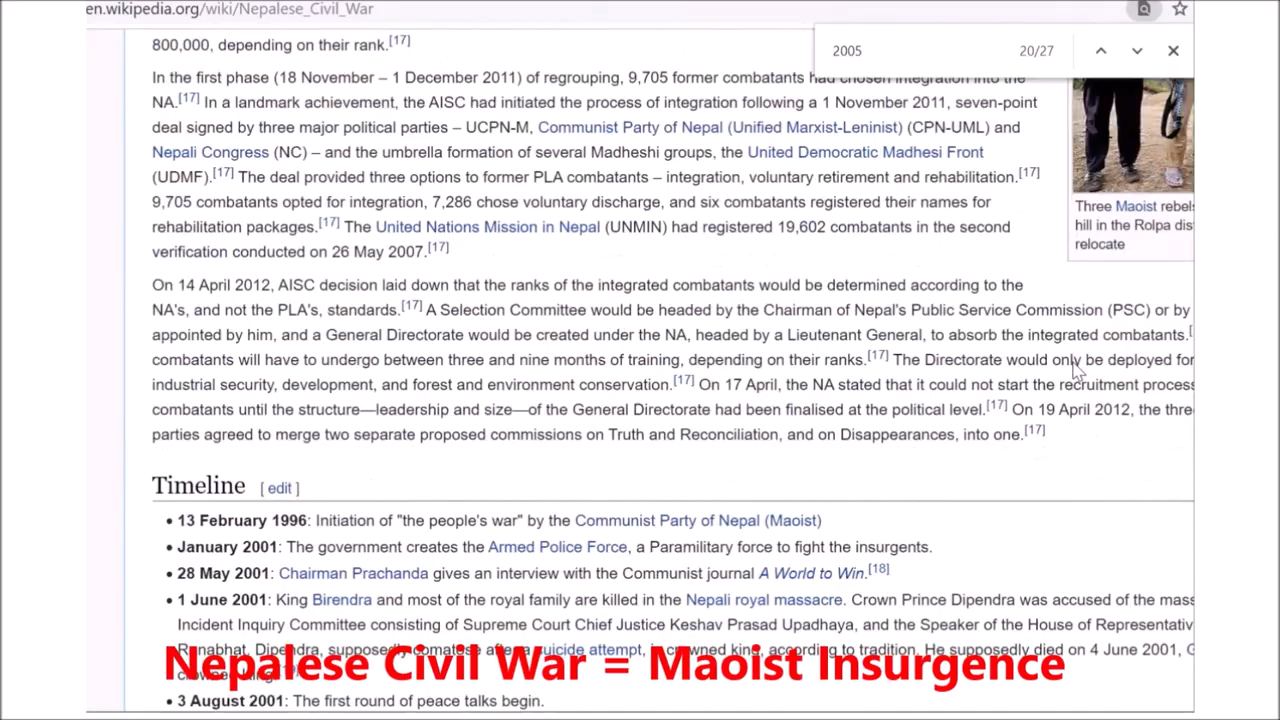 en.wikipedia.org/wiki/Nepalese_Civil_War
2005 20/27
800,000, depending on their rank.[17]
In the first phase (18 November – 1 December 2011) of regrouping, 9,705 former combatants had chosen integration into the
NA.[17] In a landmark achievement, the AISC had initiated the process of integration following a 1 November 2011, seven-point
deal signed by three major political parties – UCPN-M, Communist Party of Nepal (Unified Marxist-Leninist) (CPN-UML) and
Nepali Congress (NC) – and the umbrella formation of several Madheshi groups, the United Democratic Madhesi Front
(UDMF).[17] The deal provided three options to former PLA combatants – integration, voluntary retirement and rehabilitation.[17]
9,705 combatants opted for integration, 7,286 chose voluntary discharge, and six combatants registered their names for
rehabilitation packages.[17] The United Nations Mission in Nepal (UNMIN) had registered 19,602 combatants in the second
verification conducted on 26 May 2007.[17]
Three Maoist rebels
hill in the Rolpa dis
relocate
On 14 April 2012, AISC decision laid down that the ranks of the integrated combatants would be determined according to the
NA's, and not the PLA's, standards.[17] A Selection Committee would be headed by the Chairman of Nepal's Public Service Commission (PSC) or by
appointed by him, and a General Directorate would be created under the NA, headed by a Lieutenant General, to absorb the integrated combatants.[
combatants will have to undergo between three and nine months of training, depending on their ranks.[17] The Directorate would only be deployed for
industrial security, development, and forest and environment conservation.[17] On 17 April, the NA stated that it could not start the recruitment process
combatants until the structure—leadership and size—of the General Directorate had been finalised at the political level.[17] On 19 April 2012, the thre
parties agreed to merge two separate proposed commissions on Truth and Reconciliation, and on Disappearances, into one.[17]
Timeline [ edit ]
• 13 February 1996: Initiation of "the people's war" by the Communist Party of Nepal (Maoist)
• January 2001: The government creates the Armed Police Force, a Paramilitary force to fight the insurgents.
• 28 May 2001: Chairman Prachanda gives an interview with the Communist journal A World to Win.[18]
• 1 June 2001: King Birendra and most of the royal family are killed in the Nepali royal massacre. Crown Prince Dipendra was accused of the mass
Incident Inquiry Committee consisting of Supreme Court Chief Justice Keshav Prasad Upadhaya, and the Speaker of the House of Representativ
Ranabhat, Dipendra, supposedly comatose after a suicide attempt, is crowned king, according to tradition. He supposedly died on 4 June 2001,
Nepalese Civil War = Maoist Insurgence
• 3 August 2001: The first round of peace talks begin.